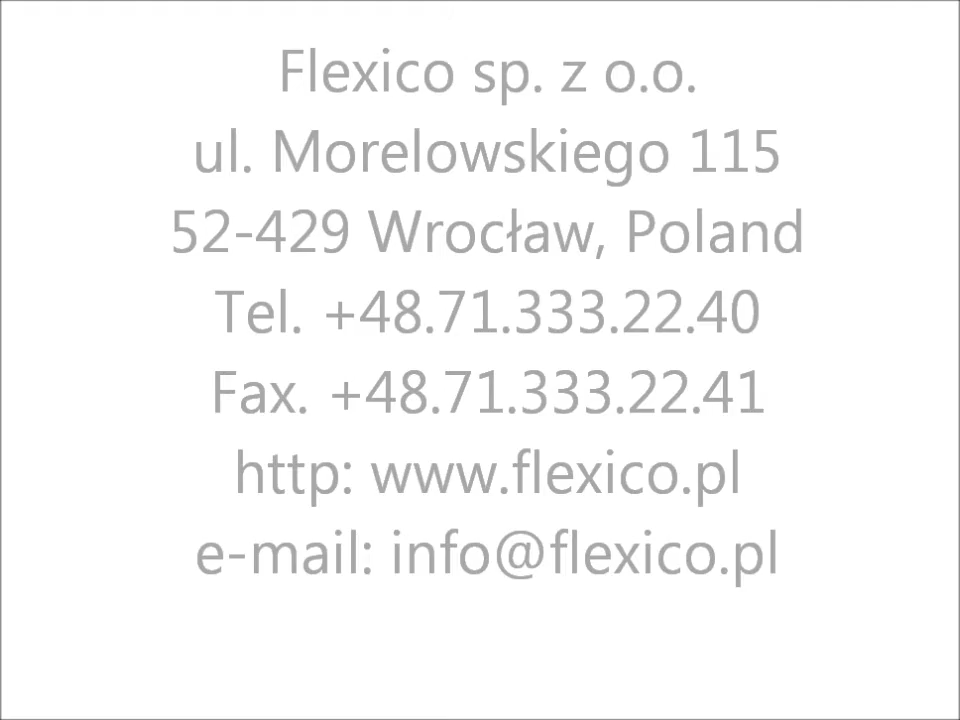 Flexico sp. z o.o.
ul. Morelowskiego 115
52-429 Wrocław, Poland
Tel. +48.71.333.22.40
Fax. +48.71.333.22.41
http: www.flexico.pl
e-mail: info@flexico.pl